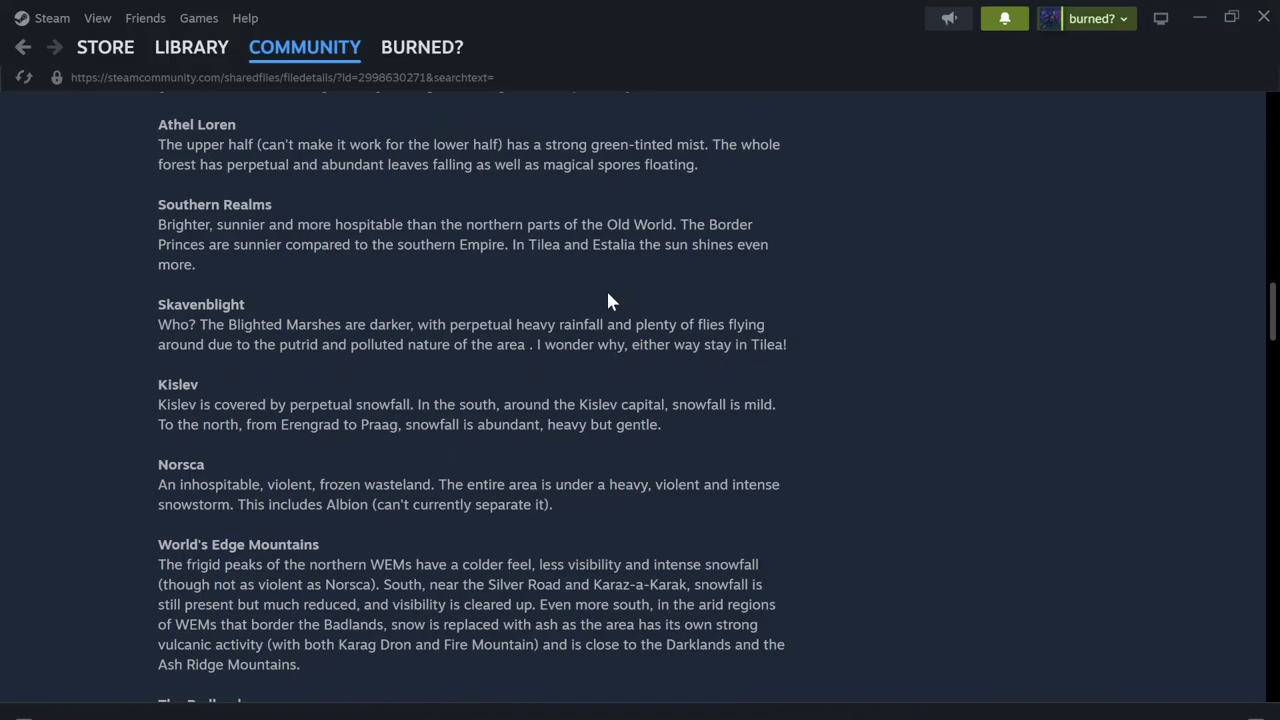 Steam View Friends Games Help
burned?
STORE LIBRARY COMMUNITY BURNED?
https://steamcommunity.com/sharedfiles/filedetails/?id=2998630271&searchtext=
Athel Loren
The upper half (can't make it work for the lower half) has a strong green-tinted mist. The whole
forest has perpetual and abundant leaves falling as well as magical spores floating.
Southern Realms
Brighter, sunnier and more hospitable than the northern parts of the Old World. The Border
Princes are sunnier compared to the southern Empire. In Tilea and Estalia the sun shines even
more.
Skavenblight
Who? The Blighted Marshes are darker, with perpetual heavy rainfall and plenty of flies flying
around due to the putrid and polluted nature of the area . I wonder why, either way stay in Tilea!
Kislev
Kislev is covered by perpetual snowfall. In the south, around the Kislev capital, snowfall is mild.
To the north, from Erengrad to Praag, snowfall is abundant, heavy but gentle.
Norsca
An inhospitable, violent, frozen wasteland. The entire area is under a heavy, violent and intense
snowstorm. This includes Albion (can't currently separate it).
World's Edge Mountains
The frigid peaks of the northern WEMs have a colder feel, less visibility and intense snowfall
(though not as violent as Norsca). South, near the Silver Road and Karaz-a-Karak, snowfall is
still present but much reduced, and visibility is cleared up. Even more south, in the arid regions
of WEMs that border the Badlands, snow is replaced with ash as the area has its own strong
vulcanic activity (with both Karag Dron and Fire Mountain) and is close to the Darklands and the
Ash Ridge Mountains.